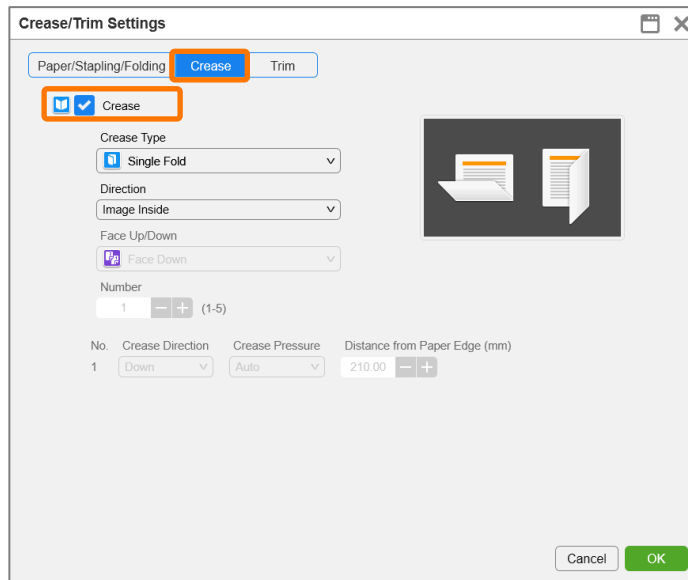 Crease/Trim Settings
Paper/Stapling/Folding Crease Trim
Crease
Crease Type
Single Fold
Direction
Image Inside
Face Up/Down
Face Down
Number
1 (1-5)
No. Crease Direction Crease Pressure Distance from Paper Edge (mm)
1 Down Auto 210.00
Cancel OK